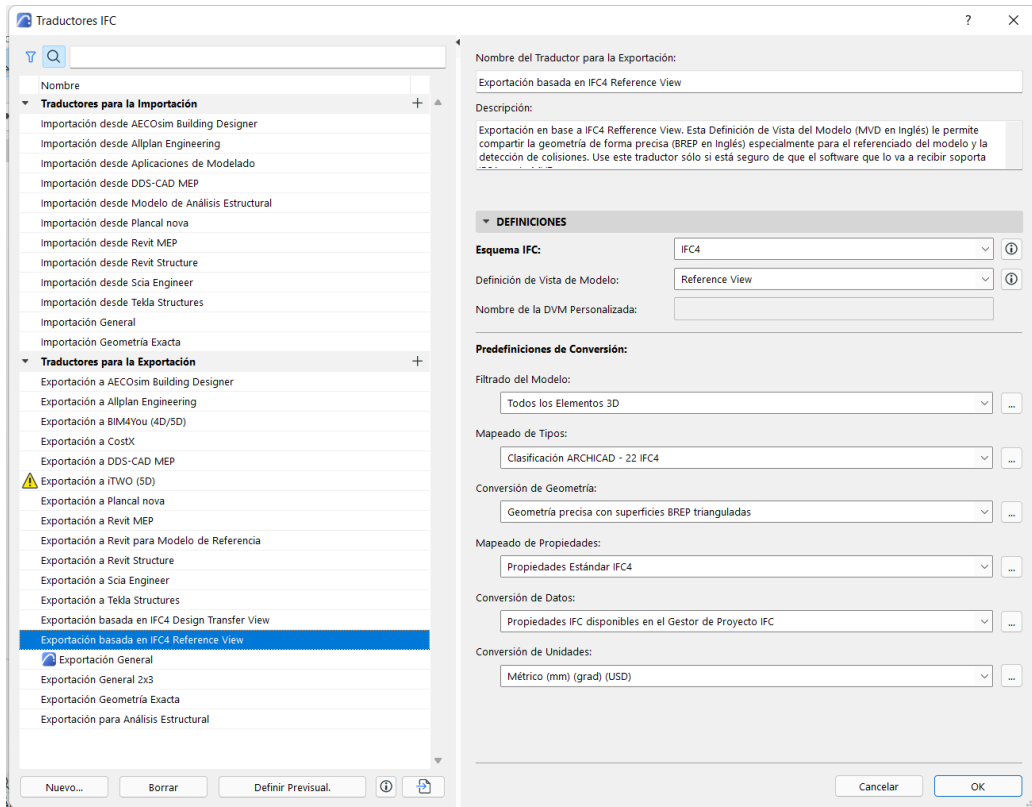 Traductores IFC
?
Nombre
Traductores para la Importación
Importación desde AECOsim Building Designer
Importación desde Allplan Engineering
Importación desde Aplicaciones de Modelado
Importación desde DDS-CAD MEP
Importación desde Modelo de Análisis Estructural
Importación desde Plancal nova
Importación desde Revit MEP
Importación desde Revit Structure
Importación desde Scia Engineer
Importación desde Tekla Structures
Importación General
Importación Geometría Exacta
Traductores para la Exportación
Exportación a AECOsim Building Designer
Exportación a Allplan Engineering
Exportación a BIM4You (4D/5D)
Exportación a CostX
Exportación a DDS-CAD MEP
Exportación a iTWO (5D)
Exportación a Plancal nova
Exportación a Revit MEP
Exportación a Revit para Modelo de Referencia
Exportación a Revit Structure
Exportación a Scia Engineer
Exportación a Tekla Structures
Exportación basada en IFC4 Design Transfer View
Exportación basada en IFC4 Reference View
Exportación General
Exportación General 2x3
Exportación Geometría Exacta
Exportación para Análisis Estructural
Nuevo...
Borrar
Definir Previsual.
Nombre del Traductor para la Exportación:
Exportación basada en IFC4 Reference View
Descripción:
Exportación en base a IFC4 Refference View. Esta Definición de Vista del Modelo (MVD en Inglés) le permite
compartir la geometría de forma precisa (BREP en Inglés) especialmente para el referenciado del modelo y la
detección de colisiones. Use este traductor sólo si está seguro de que el software que lo va a recibir soporta
DEFINICIONES
Esquema IFC:
IFC4
Definición de Vista de Modelo:
Reference View
Nombre de la DVM Personalizada:
Predefiniciones de Conversión:
Filtrado del Modelo:
Todos los Elementos 3D
...
Mapeado de Tipos:
Clasificación ARCHICAD - 22 IFC4
...
Conversión de Geometría:
Geometría precisa con superficies BREP trianguladas
...
Mapeado de Propiedades:
Propiedades Estándar IFC4
...
Conversión de Datos:
Propiedades IFC disponibles en el Gestor de Proyecto IFC
...
Conversión de Unidades:
Métrico (mm) (grad) (USD)
...
Cancelar
OK